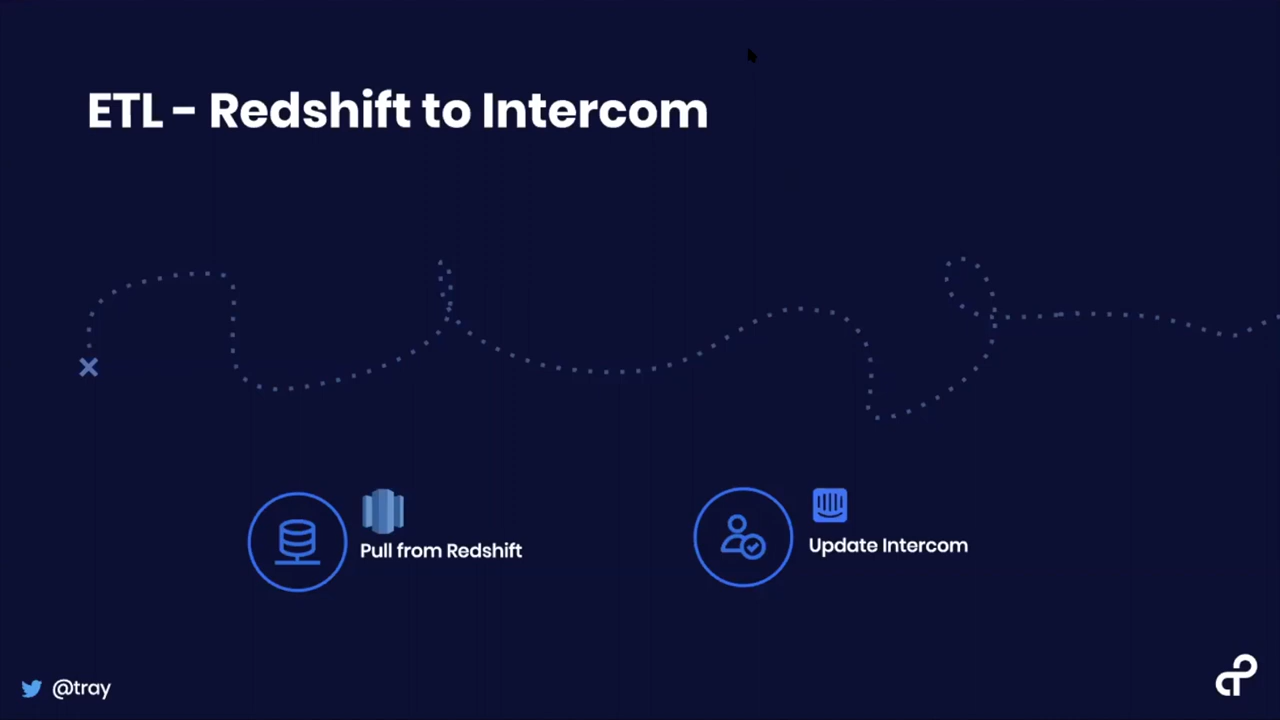 ETL - Redshift to Intercom
Pull from Redshift
Update Intercom
@tray